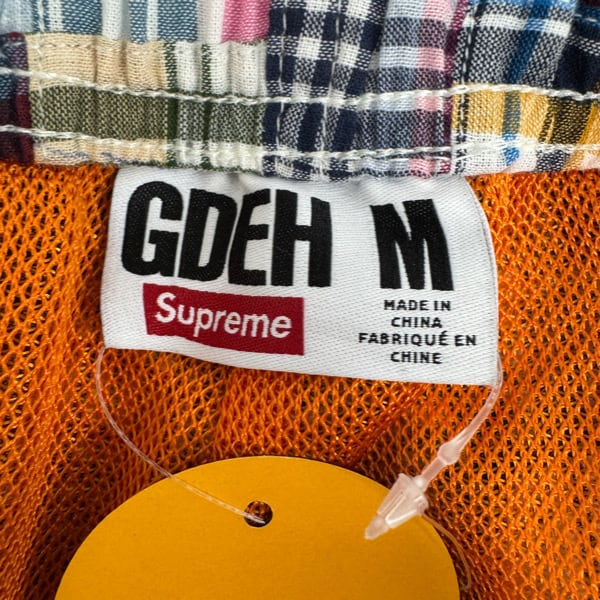 GDEH M
Supreme
MADE IN
CHINA
FABRIQUÉ EN
CHINE